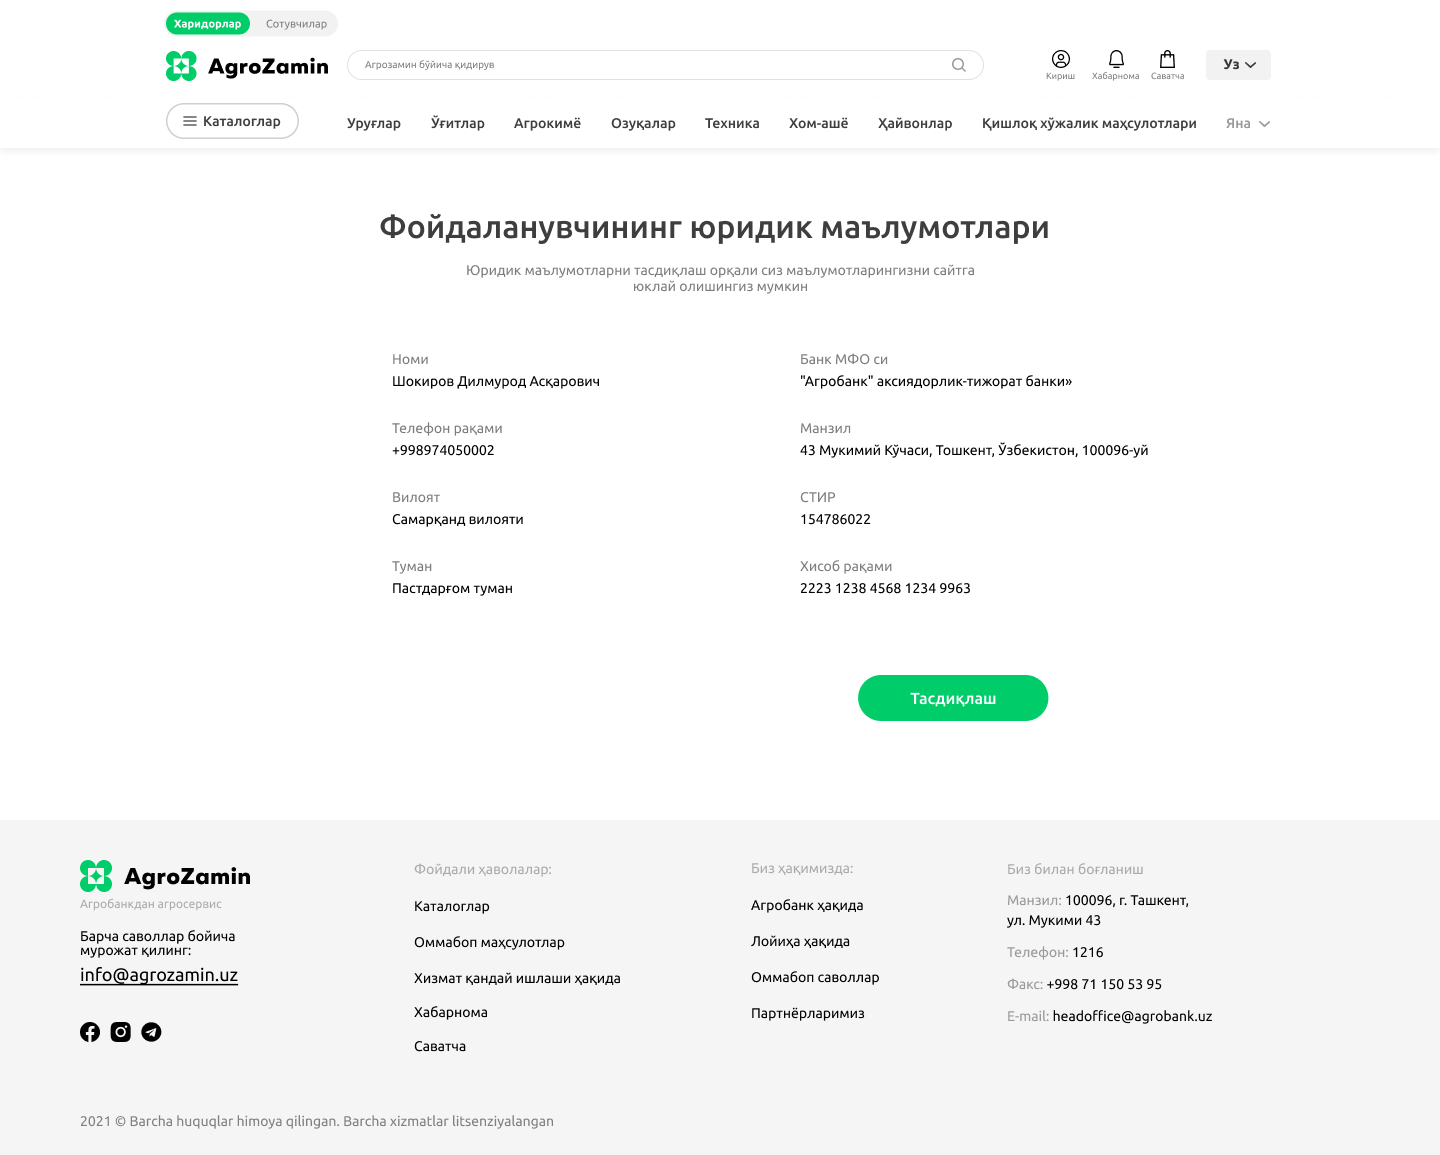 Харидорлар
Сотувчилар
AgroZamin
Агрозамин бўйича қидирув
Кириш
Хабарнома
Саватча
Уз
Каталоглар
Уруғлар
Ўғитлар
Агрокимё
Озуқалар
Техника
Хом-ашё
Ҳайвонлар
Қишлоқ хўжалик маҳсулотлари
Яна
Фойдаланувчининг юридик маълумотлари
Юридик маълумотларни тасдиқлаш орқали сиз маълумотларингизни сайтга
юклай олишингиз мумкин
Номи
Шокиров Дилмурод Асқарович
Телефон рақами
+998974050002
Вилоят
Самарқанд вилояти
Туман
Пастдарғом туман
Банк МФО си
"Агробанк" аксиядорлик-тижорат банки»
Манзил
43 Мукимий Кўчаси, Тошкент, Ўзбекистон, 100096-уй
СТИР
154786022
Хисоб рақами
2223 1238 4568 1234 9963
Тасдиқлаш
AgroZamin
Агробанкдан агросервис
Барча саволлар бойича
мурожат қилинг:
info@agrozamin.uz
Фойдали ҳаволалар:
Каталоглар
Оммабоп маҳсулотлар
Хизмат қандай ишлаши ҳақида
Хабарнома
Саватча
Биз ҳақимизда:
Агробанк ҳақида
Лойиҳа ҳақида
Оммабоп саволлар
Партнёрларимиз
Биз билан боғланиш
Манзил: 100096, г. Ташкент,
ул. Мукими 43
Телефон: 1216
Факс: +998 71 150 53 95
E-mail: headoffice@agrobank.uz
2021 © Barcha huquqlar himoya qilingan. Barcha xizmatlar litsenziyalangan